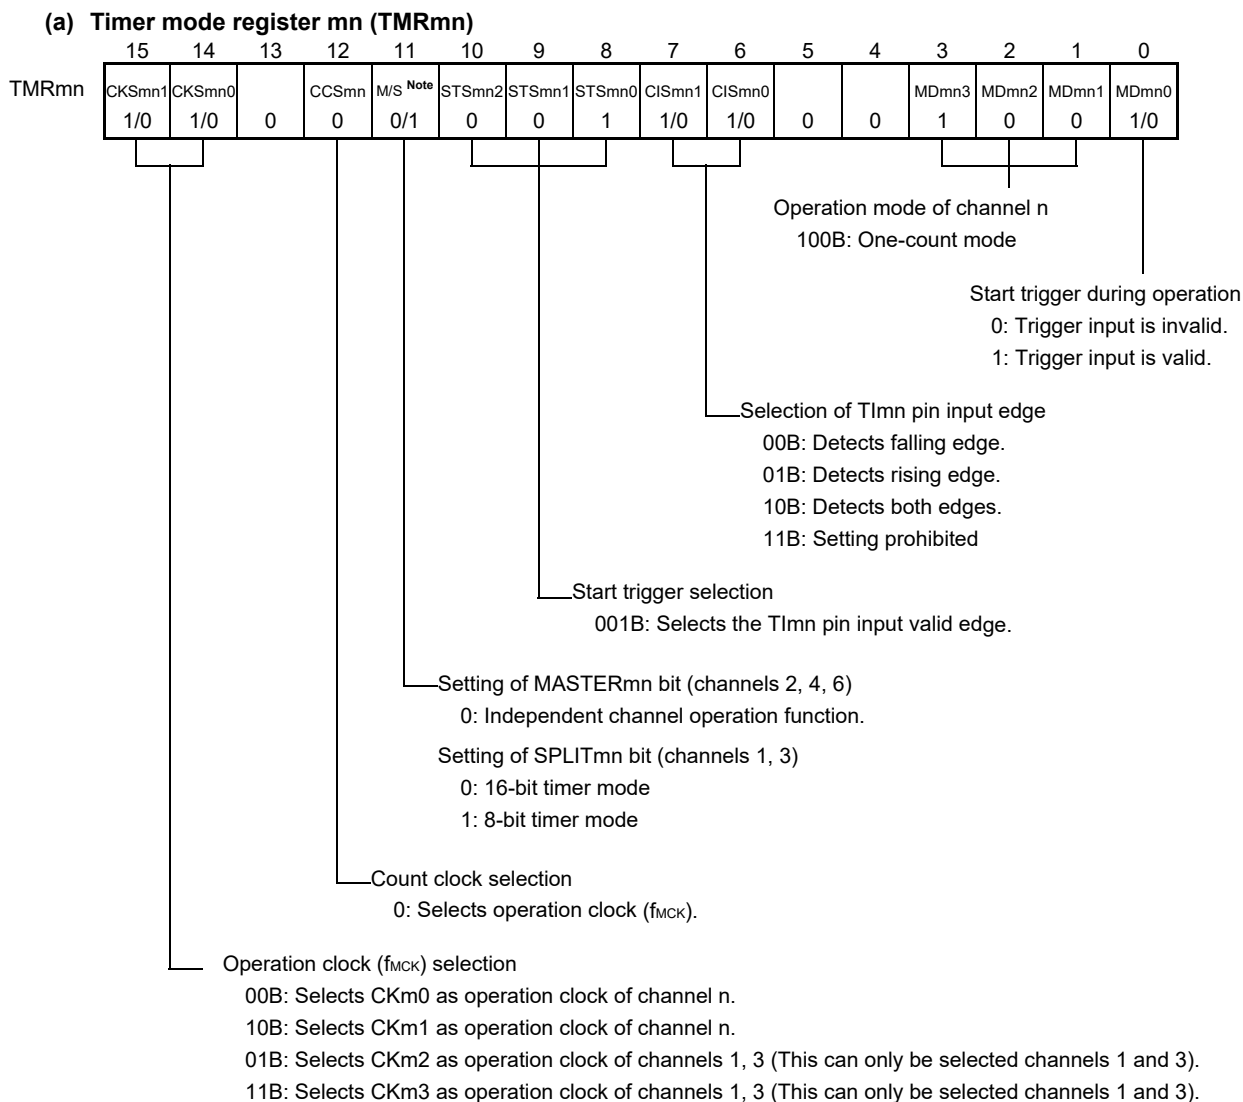 (a) Timer mode register mn (TMRmn)
15 14 13 12 11 10 9 8 7 6 5 4 3 2 1 0
TMRmn CKSmn1 CKSmn0 CCSmn M/S Note STSmn2 STSmn1 STSmn0 CISmn1 CISmn0 MDmn3 MDmn2 MDmn1 MDmn0
1/0 1/0 0 0 0/1 0 0 1 1/0 1/0 0 0 1 0 0 1/0
Operation mode of channel n
100B: One-count mode
Start trigger during operation
0: Trigger input is invalid.
1: Trigger input is valid.
Selection of TImn pin input edge
00B: Detects falling edge.
01B: Detects rising edge.
10B: Detects both edges.
11B: Setting prohibited
Start trigger selection
001B: Selects the TImn pin input valid edge.
Setting of MASTERmn bit (channels 2, 4, 6)
0: Independent channel operation function.
Setting of SPLITmn bit (channels 1, 3)
0: 16-bit timer mode
1: 8-bit timer mode
Count clock selection
0: Selects operation clock (fMCK).
Operation clock (fMCK) selection
00B: Selects CKm0 as operation clock of channel n.
10B: Selects CKm1 as operation clock of channel n.
01B: Selects CKm2 as operation clock of channels 1, 3 (This can only be selected channels 1 and 3).
11B: Selects CKm3 as operation clock of channels 1, 3 (This can only be selected channels 1 and 3).